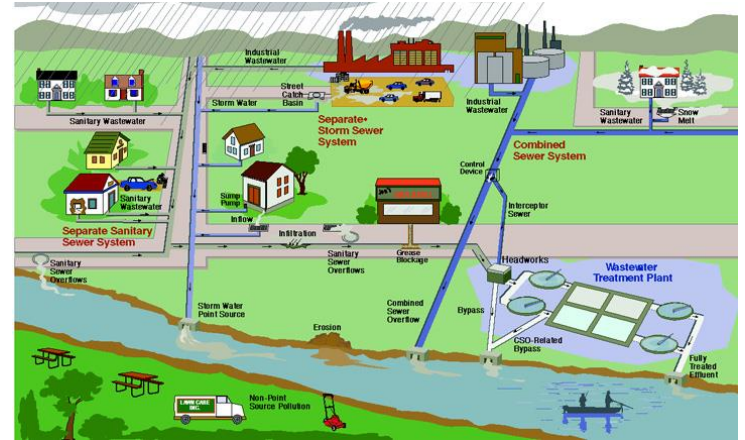 Industrial
Wastewater
Street
Catch
Basin
Storm Water
Sanitary Wastewater
Separate
Storm Sewer
System
Industrial
Wastewater
Sanitary
Wastewater
Snow
Melt
Combined
Sewer System
Control
Device
Interceptor
Sewer
Sanitary
Wastewater
Sump
Pump
Inflow
Separate Sanitary
Sewer System
Infiltration
Sanitary
Sewer
Overflows
Grease
Blockage
Sanitary
Sewer Overflows
Headworks
Wastewater
Treatment Plant
Storm Water
Point Source
Erosion
Combined
Sewer
Overflow
Bypass
CSO-Related
Bypass
Fully
Treated
Effluent
LAWN CARE
INC.
Non-Point
Source Pollution